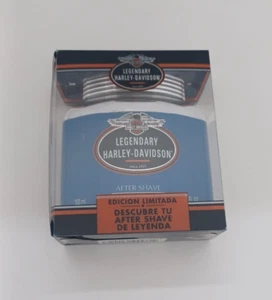 LEGENDARY
HARLEY-DAVIDSON
LEGENDARY
HARLEY-DAVIDSON
AFTER SHAVE
EDICION LIMITADA
DESCUBRE TU
AFTER SHAVE
DE LEYENDA